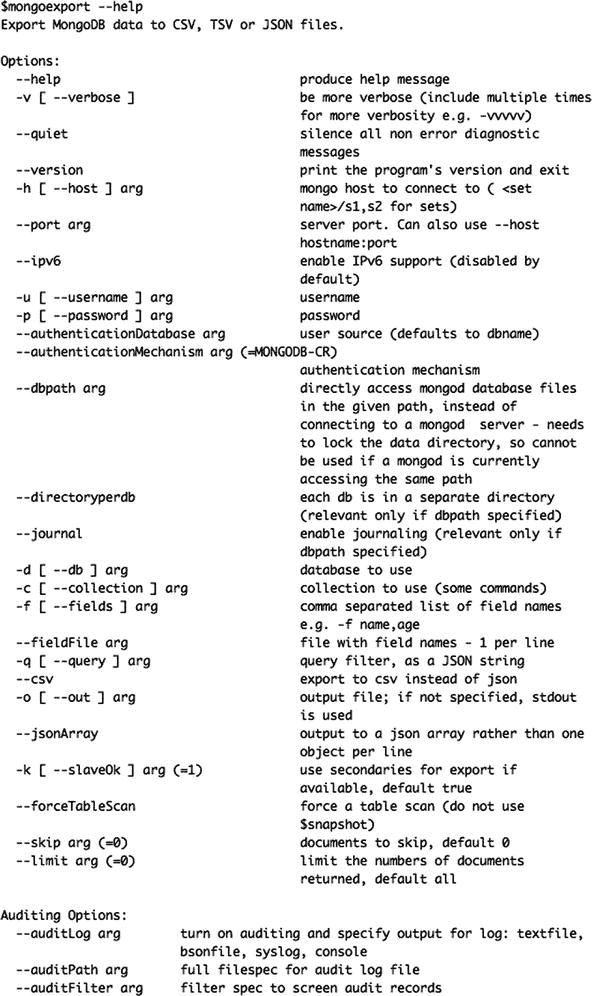 $mongoexport --help
Export MongoDB data to CSV, TSV or JSON files.

Options:
  --help                                produce help message
  -v [ --verbose ]                      be more verbose (include multiple times
                                        for more verbosity e.g. -vvvvv)
  --quiet                               silence all non error diagnostic
                                        messages
  --version                             print the program's version and exit
  -h [ --host ] arg                     mongo host to connect to ( <set
                                        name>/s1,s2 for sets)
  --port arg                            server port. Can also use --host
                                        hostname:port
  --ipv6                                enable IPv6 support (disabled by
                                        default)
  -u [ --username ] arg                 username
  -p [ --password ] arg                 password
  --authenticationDatabase arg          user source (defaults to dbname)
  --authenticationMechanism arg (=MONGODB-CR)
                                        authentication mechanism
  --dbpath arg                          directly access mongod database files
                                        in the given path, instead of
                                        connecting to a mongod  server - needs
                                        to lock the data directory, so cannot
                                        be used if a mongod is currently
                                        accessing the same path
  --directoryperdb                      each db is in a separate directory
                                        (relevant only if dbpath specified)
  --journal                             enable journaling (relevant only if
                                        dbpath specified)
  -d [ --db ] arg                       database to use
  -c [ --collection ] arg               collection to use (some commands)
  -f [ --fields ] arg                   comma separated list of field names
                                        e.g. -f name,age
  --fieldFile arg                       file with field names - 1 per line
  -q [ --query ] arg                    query filter, as a JSON string
  --csv                                 export to csv instead of json
  -o [ --out ] arg                      output file; if not specified, stdout
                                        is used
  --jsonArray                           output to a json array rather than one
                                        object per line
  -k [ --slaveOk ] arg (=1)             use secondaries for export if
                                        available, default true
  --forceTableScan                      force a table scan (do not use
                                        $snapshot)
  --skip arg (=0)                       documents to skip, default 0
  --limit arg (=0)                      limit the numbers of documents
                                        returned, default all

Auditing Options:
  --auditLog arg        turn on auditing and specify output for log: textfile,
                        bsonfile, syslog, console
  --auditPath arg       full filespec for audit log file
  --auditFilter arg     filter spec to screen audit records